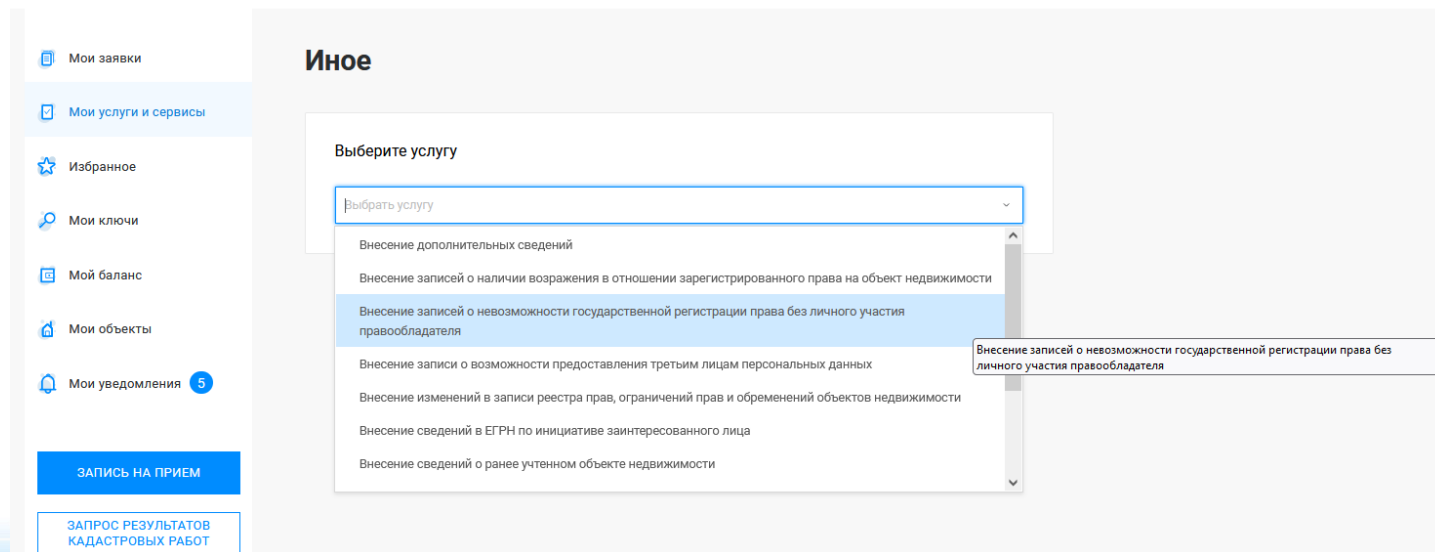 Мои заявки
Мои услуги и сервисы
Избранное
Мои ключи
Мой баланс
Мои объекты
Мои уведомления 5
ЗАПИСЬ НА ПРИЕМ
ЗАПРОС РЕЗУЛЬТАТОВ
КАДАСТРОВЫХ РАБОТ
Иное
Выберите услугу
Выбрать услугу
Внесение дополнительных сведений
Внесение записей о наличии возражения в отношении зарегистрированного права на объект недвижимости
Внесение записей о невозможности государственной регистрации права без личного участия
правообладателя
Внесение записи о возможности предоставления третьим лицам персональных данных
Внесение изменений в записи реестра прав, ограничений прав и обременений объектов недвижимости
Внесение сведений в ЕГРН по инициативе заинтересованного лица
Внесение сведений о ранее учтенном объекте недвижимости
Внесение записей о невозможности государственной регистрации права без
личного участия правообладателя